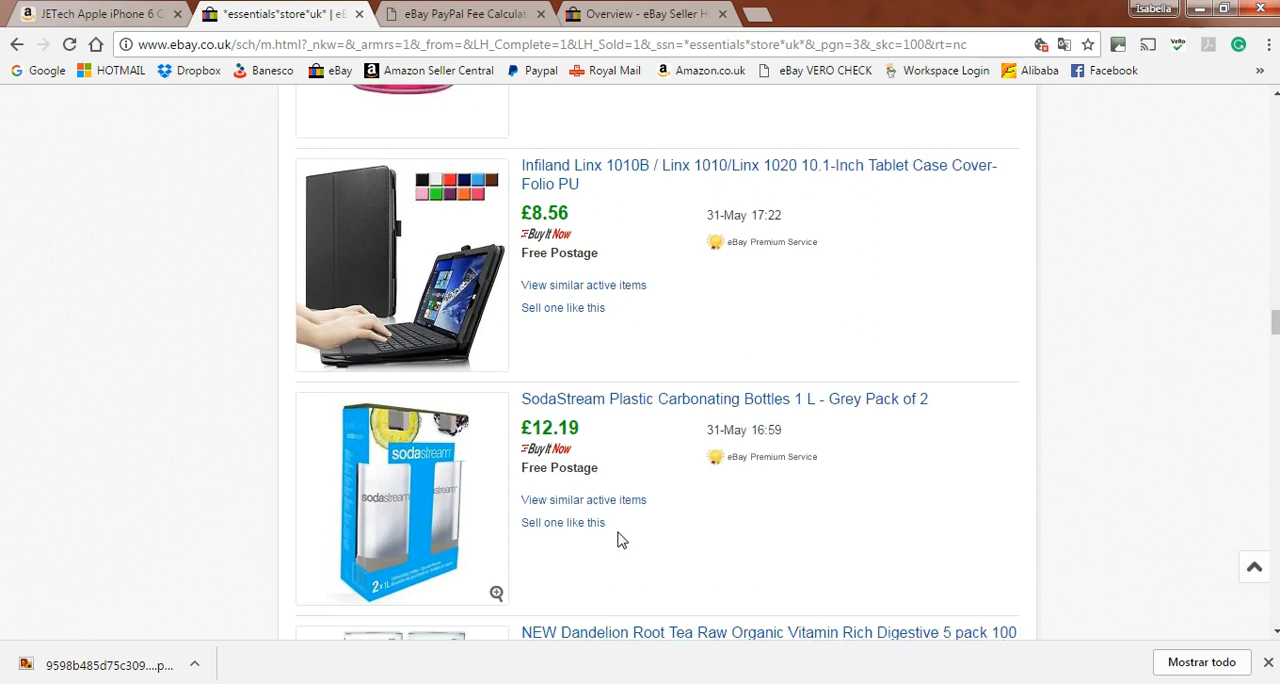 JETech Apple iPhone 6 C
*essentials*store*uk* | eB
eBay PayPal Fee Calculat
Overview - eBay Seller H
Isabella
www.ebay.co.uk/sch/m.html?_nkw=&_armrs=1&_from=&LH_Complete=1&LH_Sold=1&_ssn=*essentials*store*uk*&_pgn=3&_skc=100&rt=nc
Google
HOTMAIL
Dropbox
Banesco
eBay
Amazon Seller Central
Paypal
Royal Mail
Amazon.co.uk
eBay VERO CHECK
Workspace Login
Alibaba
Facebook
»
Infiland Linx 1010B / Linx 1010/Linx 1020 10.1-Inch Tablet Case Cover-
Folio PU
£8.56
31-May 17:22
Buy It Now
eBay Premium Service
Free Postage
View similar active items
Sell one like this
SodaStream Plastic Carbonating Bottles 1 L - Grey Pack of 2
£12.19
31-May 16:59
Buy It Now
eBay Premium Service
Free Postage
View similar active items
Sell one like this
sodastream
sodastream
2x1L
NEW Dandelion Root Tea Raw Organic Vitamin Rich Digestive 5 pack 100
9598b485d75c309....p...
Mostrar todo